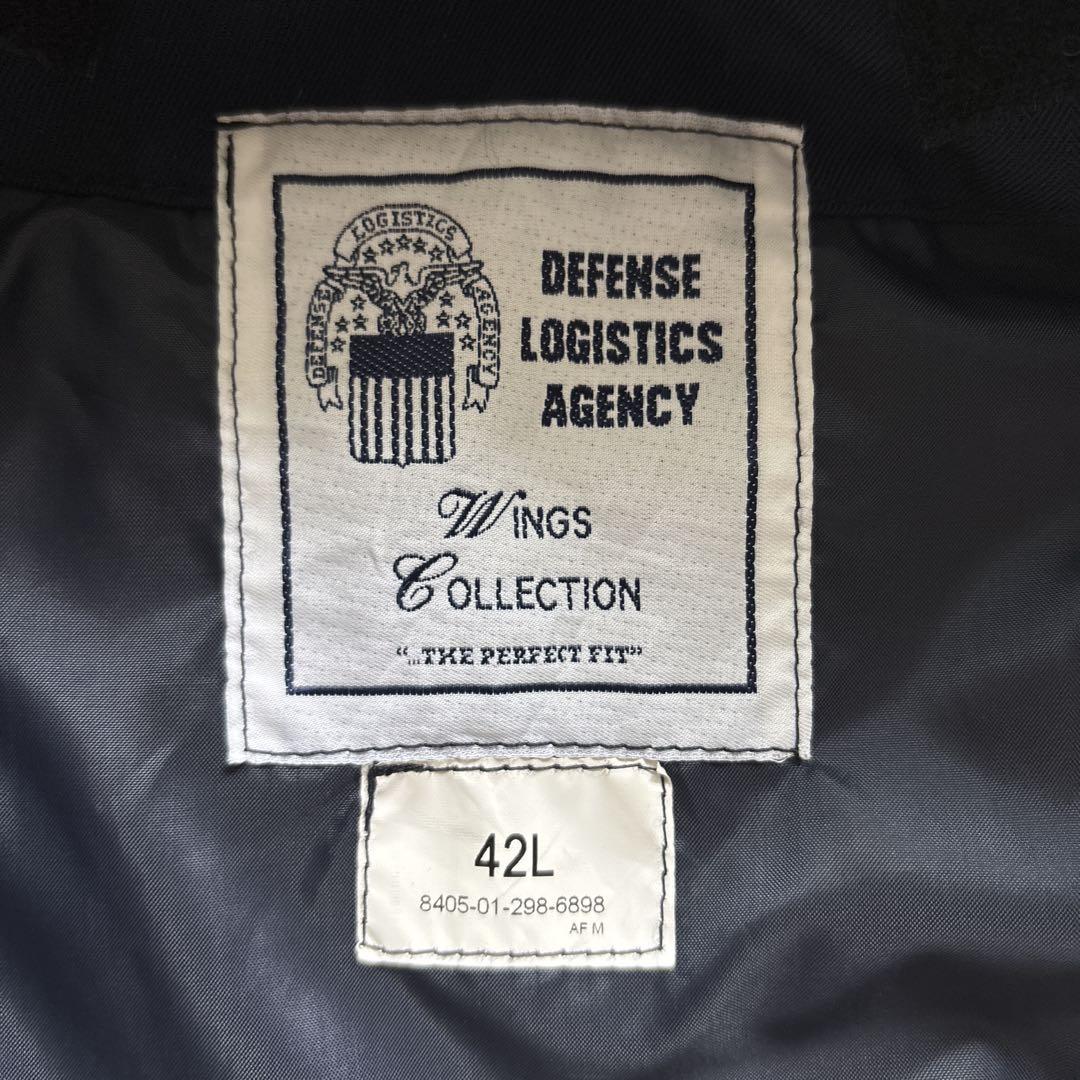 LOGISTICS
DEFENSE
AGENCY
DEFENSE
LOGISTICS
AGENCY
WINGS
COLLECTION
“...THE PERFECT FIT”
42L
8405-01-298-6898
AF M